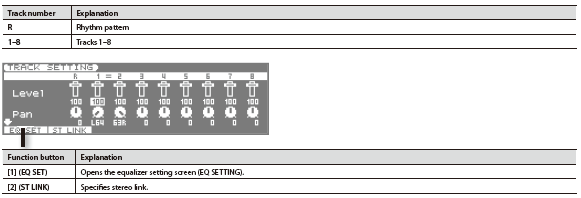 Track number Explanation
R Rhythm pattern
1–8 Tracks 1–8
TRACK SETTING
R 1 = 2 3 4 5 6 7 8
Level
100 100 100 100 100 100 100 100 100
Pan
0 L64 63R 0 0 0 0 0 0
EQ SET ST LINK
Function button Explanation
[1] (EQ SET) Opens the equalizer setting screen (EQ SETTING).
[2] (ST LINK) Specifies stereo link.